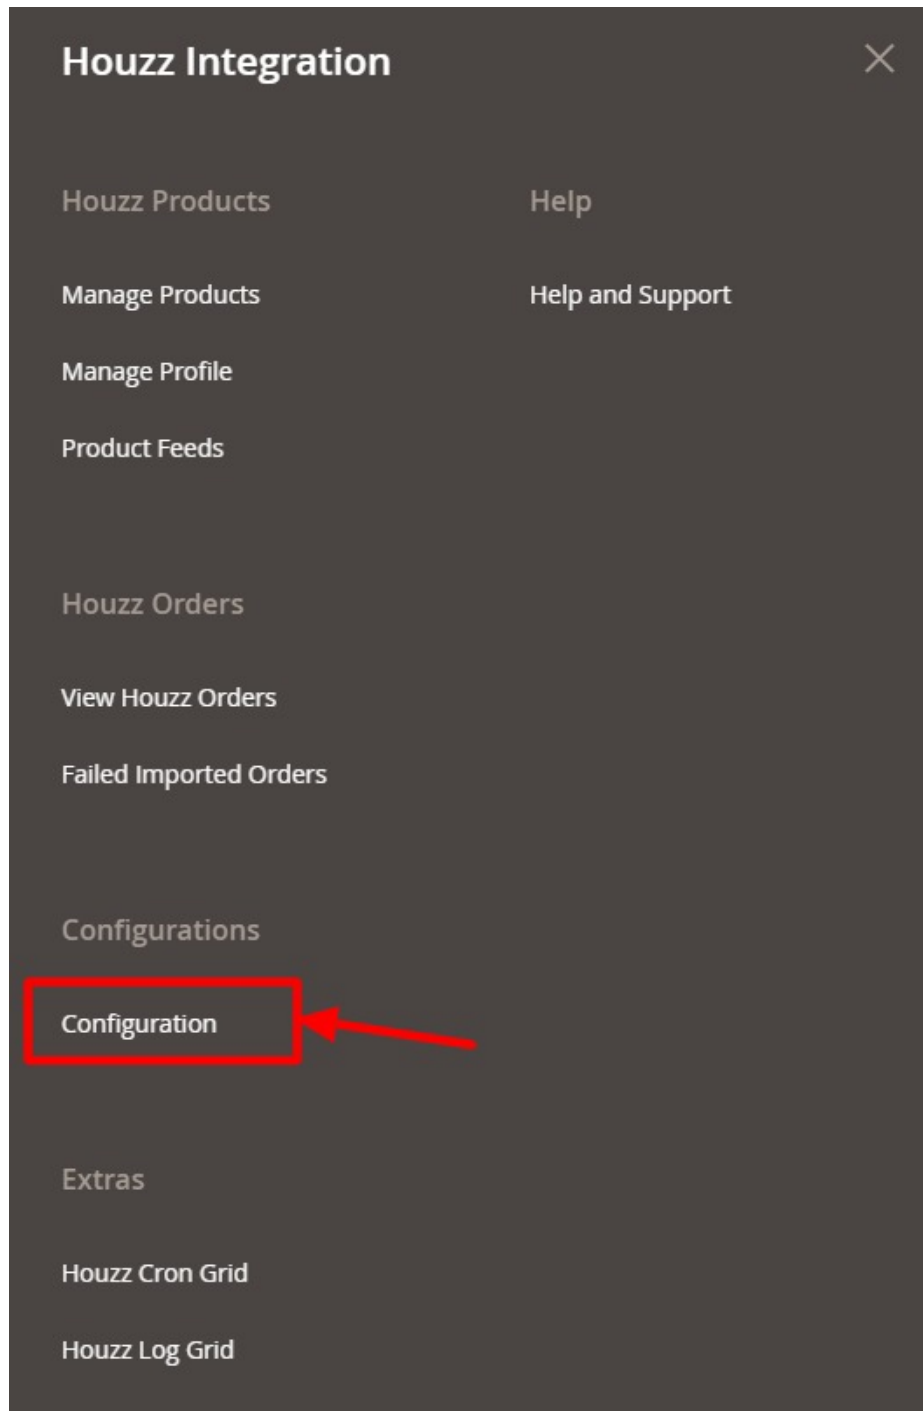 Houzz Integration
Houzz Products
Manage Products
Manage Profile
Product Feeds
Houzz Orders
View Houzz Orders
Failed Imported Orders
Configurations
Configuration
Extras
Houzz Cron Grid
Houzz Log Grid
Help
Help and Support